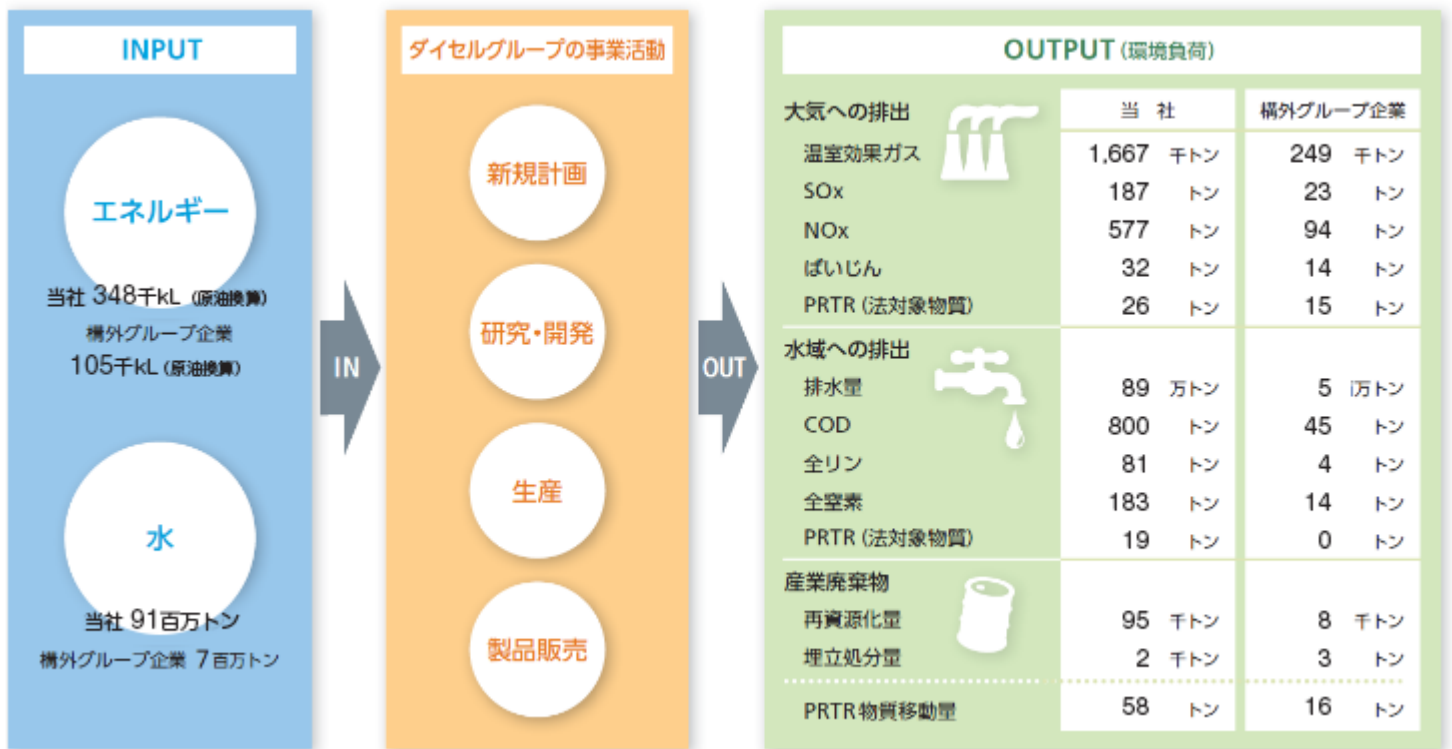 INPUT
エネルギー
当社 348千kL (原油換算)
構外グループ企業
105千kL (原油換算)
水
当社 91百万トン
構外グループ企業 7百万トン
IN
ダイセルグループの事業活動
新規計画
研究・開発
生産
製品販売
OUT
OUTPUT (環境負荷)
大気への排出 当 社 構外グループ企業
温室効果ガス 1,667 千トン 249 千トン
SOx 187 トン 23 トン
NOx 577 トン 94 トン
ばいじん 32 トン 14 トン
PRTR (法対象物質) 26 トン 15 トン
水域への排出
排水量 89 万トン 5 万トン
COD 800 トン 45 トン
全リン 81 トン 4 トン
全窒素 183 トン 14 トン
PRTR (法対象物質) 19 トン 0 トン
産業廃棄物
再資源化量 95 千トン 8 千トン
埋立処分量 2 千トン 3 トン
PRTR物質移動量 58 トン 16 トン